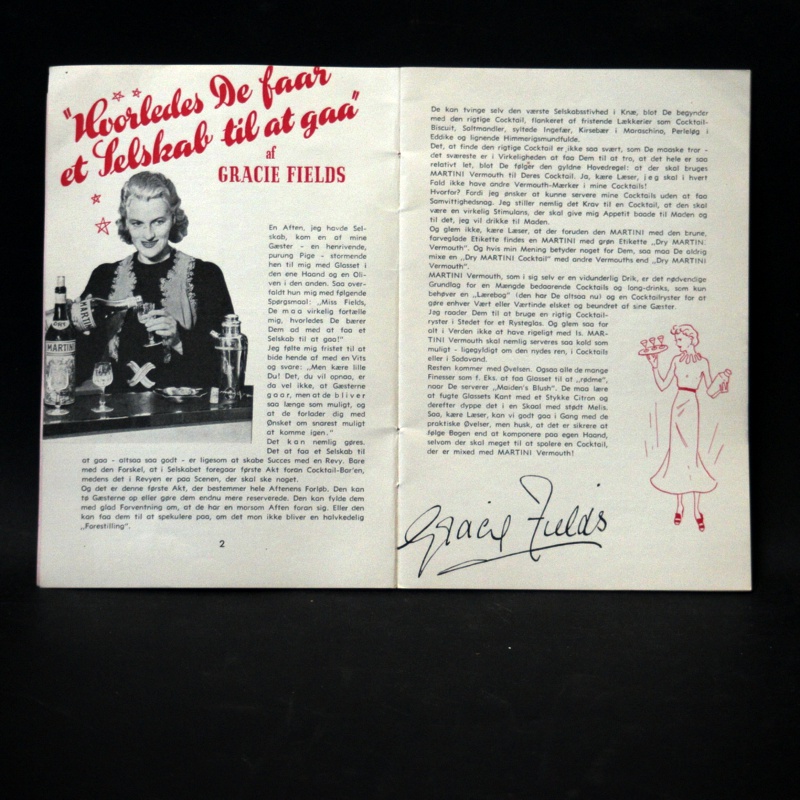 "Hvorledes De faar
et Selskab til at gaa"
af
GRACIE FIELDS
En Aften, jeg havde Sel-
skab, kom en af mine
Gæster - en henrivende,
purung Pige - stormende
hen til mig med Glasset i
den ene Haand og en Oli-
ven i den anden. Saa over-
faldt hun mig med følgende
Spørgsmaal: „Miss Fields,
De maa virkelig fortælle
mig, hvorledes De bærer
Dem ad med at faa et
Selskab til at gaa!"
Jeg følte mig fristet til at
bide hende af med en Vits
og svare: „Men kære lille
Du! Det, du vil opnaa, er
da vel ikke, at Gæsterne
gaar, men at de bliver
saa længe som muligt, og
at de forlader dig med
Ønsket om snarest muligt
at komme igen."
Det kan nemlig gøres.
Det at faa et Selskab til
at gaa - altsaa saa godt - er ligesom at skabe Succes med en Revy. Bare
med den Forskel, at i Selskabet foregaar første Akt foran Cocktail-Bar'en,
medens det i Revyen er paa Scenen, der skal ske noget.
Og det er denne første Akt, der bestemmer hele Aftenens Forløb. Den kan
tø Gæsterne op eller gøre dem endnu mere reserverede. Den kan fylde dem
med glad Forventning om, at de har en morsom Aften foran sig. Eller den
kan faa dem til at spekulere paa, om det mon ikke bliver en halvkedelig
„Forestilling".
2
MARTINI
MARTINI
De kan tvinge selv den værste Selskabsstivhed i Knæ, blot De begynder
med den rigtige Cocktail, flankeret af fristende Lækkerier som Cocktail-
Biscuit, Saltmandler, syltede Ingefær, Kirsebær i Maraschino, Perleløg i
Eddike og lignende Himmerigsmundfulde.
Det, at finde den rigtige Cocktail er ikke saa svært, som De maaske tror -
det sværeste er i Virkeligheden at faa Dem til at tro, at det hele er saa
relativt let, blot De følger den gyldne Hovedregel: at der skal bruges
MARTINI Vermouth til Deres Cocktail. Ja, kære Læser, jeg skal i hvert
Fald ikke have andre Vermouth-Mærker i mine Cocktails!
Hvorfor? Fordi jeg ønsker at kunne servere mine Cocktails uden at faa
Samvittighedsnag. Jeg stiller nemlig det Krav til en Cocktail, at den skal
være en virkelig Stimulans, der skal give mig Appetit baade til Maden og
til det, jeg vil drikke til Maden.
Og glem ikke, kære Læser, at der foruden den MARTINI med den brune,
farveglade Etikette findes en MARTINI med grøn Etikette „Dry MARTINI
Vermouth". Og hvis min Mening betyder noget for Dem, saa maa De aldrig
mixe en „Dry MARTINI Cocktail" med andre Vermouths end „Dry MARTINI
Vermouth".
MARTINI Vermouth, som i sig selv er en vidunderlig Drik, er det nødvendige
Grundlag for en Mængde bedaarende Cocktails og long-drinks, som kun
behøver en „Lærebog" (den har De altsaa nu) og en Cocktailryster for at
gøre enhver Vært eller Værtinde elsket og beundret af sine Gæster.
Jeg raader Dem til at bruge en rigtig Cocktail-
ryster i Stedet for et Rysteglas. Og glem saa for
alt i Verden ikke at have rigeligt med Is. MAR-
TINI Vermouth skal nemlig serveres saa kold som
muligt - ligegyldigt om den nydes ren, i Cocktails
eller i Sodavand.
Resten kommer med Øvelsen. Ogsaa alle de mange
Finesser som f. Eks. at faa Glasset til at „rødme",
naar De serverer „Maiden's Blush". De maa lære
at fugte Glassets Kant med et Stykke Citron og
derefter dyppe det i en Skaal med stødt Melis.
Saa, kære Læser, kan vi godt gaa i Gang med de
praktiske Øvelser, men husk, at det er sikrere at
følge Bogen end at komponere paa egen Haand,
selvom der skal meget til at spolere en Cocktail,
der er mixed med MARTINI Vermouth!
Gracie Fields